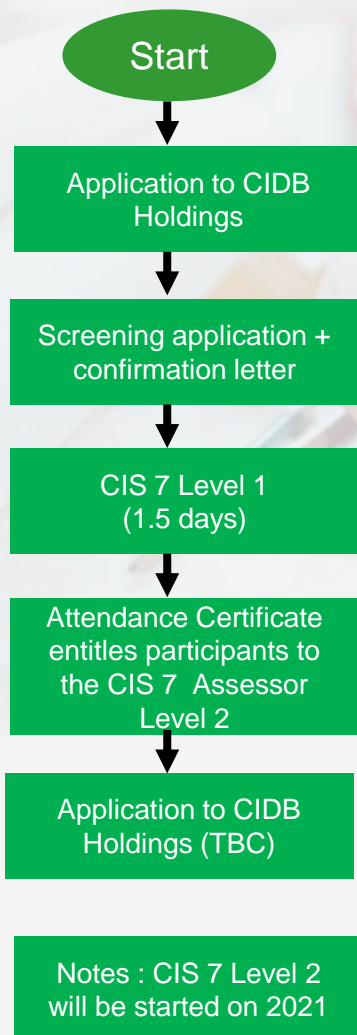 Start
Application to CIDB
Holdings
Screening application +
confirmation letter
CIS 7 Level 1
(1.5 days)
Attendance Certificate
entitles participants to
the CIS 7 Assessor
Level 2
Application to CIDB
Holdings (TBC)
Notes : CIS 7 Level 2
will be started on 2021